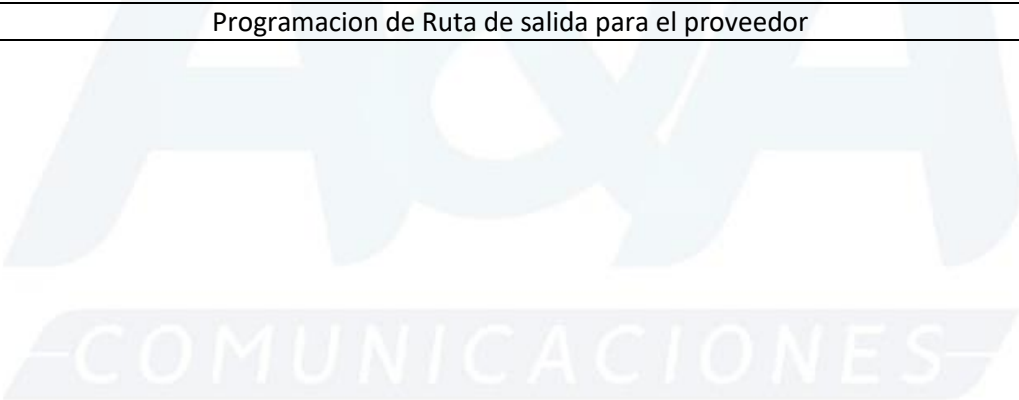 Programacion de Ruta de salida para el proveedor
A&A
COMUNICACIONES